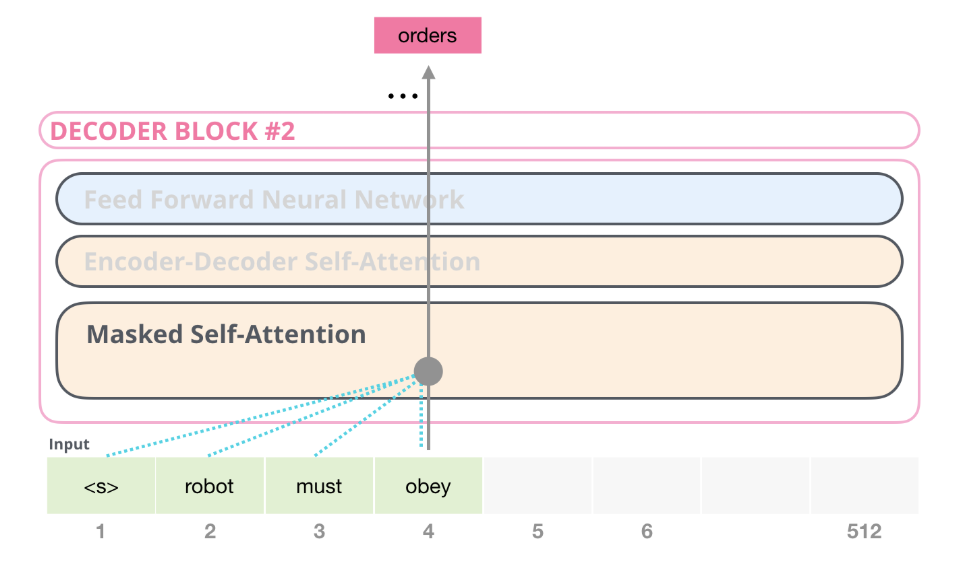 orders
...
DECODER BLOCK #2
Feed Forward Neural Network
Encoder-Decoder Self-Attention
Masked Self-Attention
Input
<s> robot must obey
1 2 3 4 5 6 512